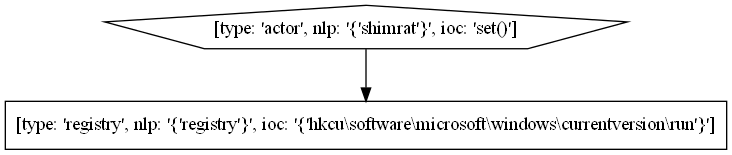 [type: 'actor', nlp: '{'shimrat'}', ioc: 'set()']
[type: 'registry', nlp: '{'registry'}', ioc: '{'hkcu\software\microsoft\windows\currentversion\run'}']